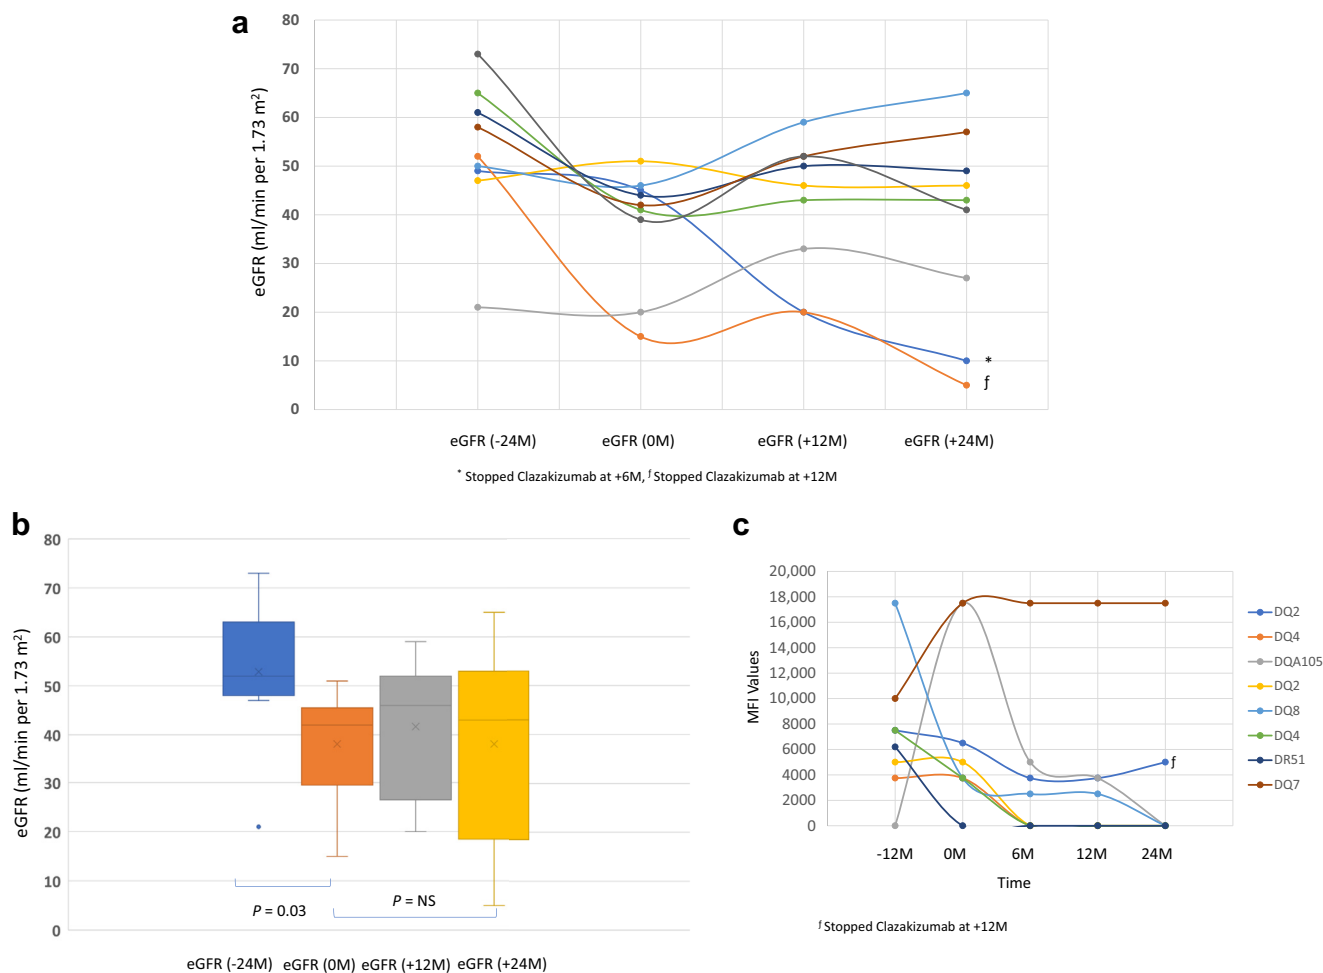 a
80
70
60
50
40
30
20
10
0
eGFR (ml/min per 1.73 m²)
*
ƒ
eGFR (-24M)
eGFR (0M)
eGFR (+12M)
eGFR (+24M)
* Stopped Clazakizumab at +6M, ƒ Stopped Clazakizumab at +12M
b
80
70
60
50
40
30
20
10
0
eGFR (ml/min per 1.73 m²)
P = 0.03
P = NS
eGFR (-24M)
eGFR (0M)
eGFR (+12M)
eGFR (+24M)
c
20,000
18,000
16,000
14,000
12,000
10,000
8000
6000
4000
2000
0
MFI Values
ƒ
-12M
0M
6M
12M
24M
Time
DQ2
DQ4
DQA105
DQ2
DQ8
DQ4
DR51
DQ7
ƒ Stopped Clazakizumab at +12M